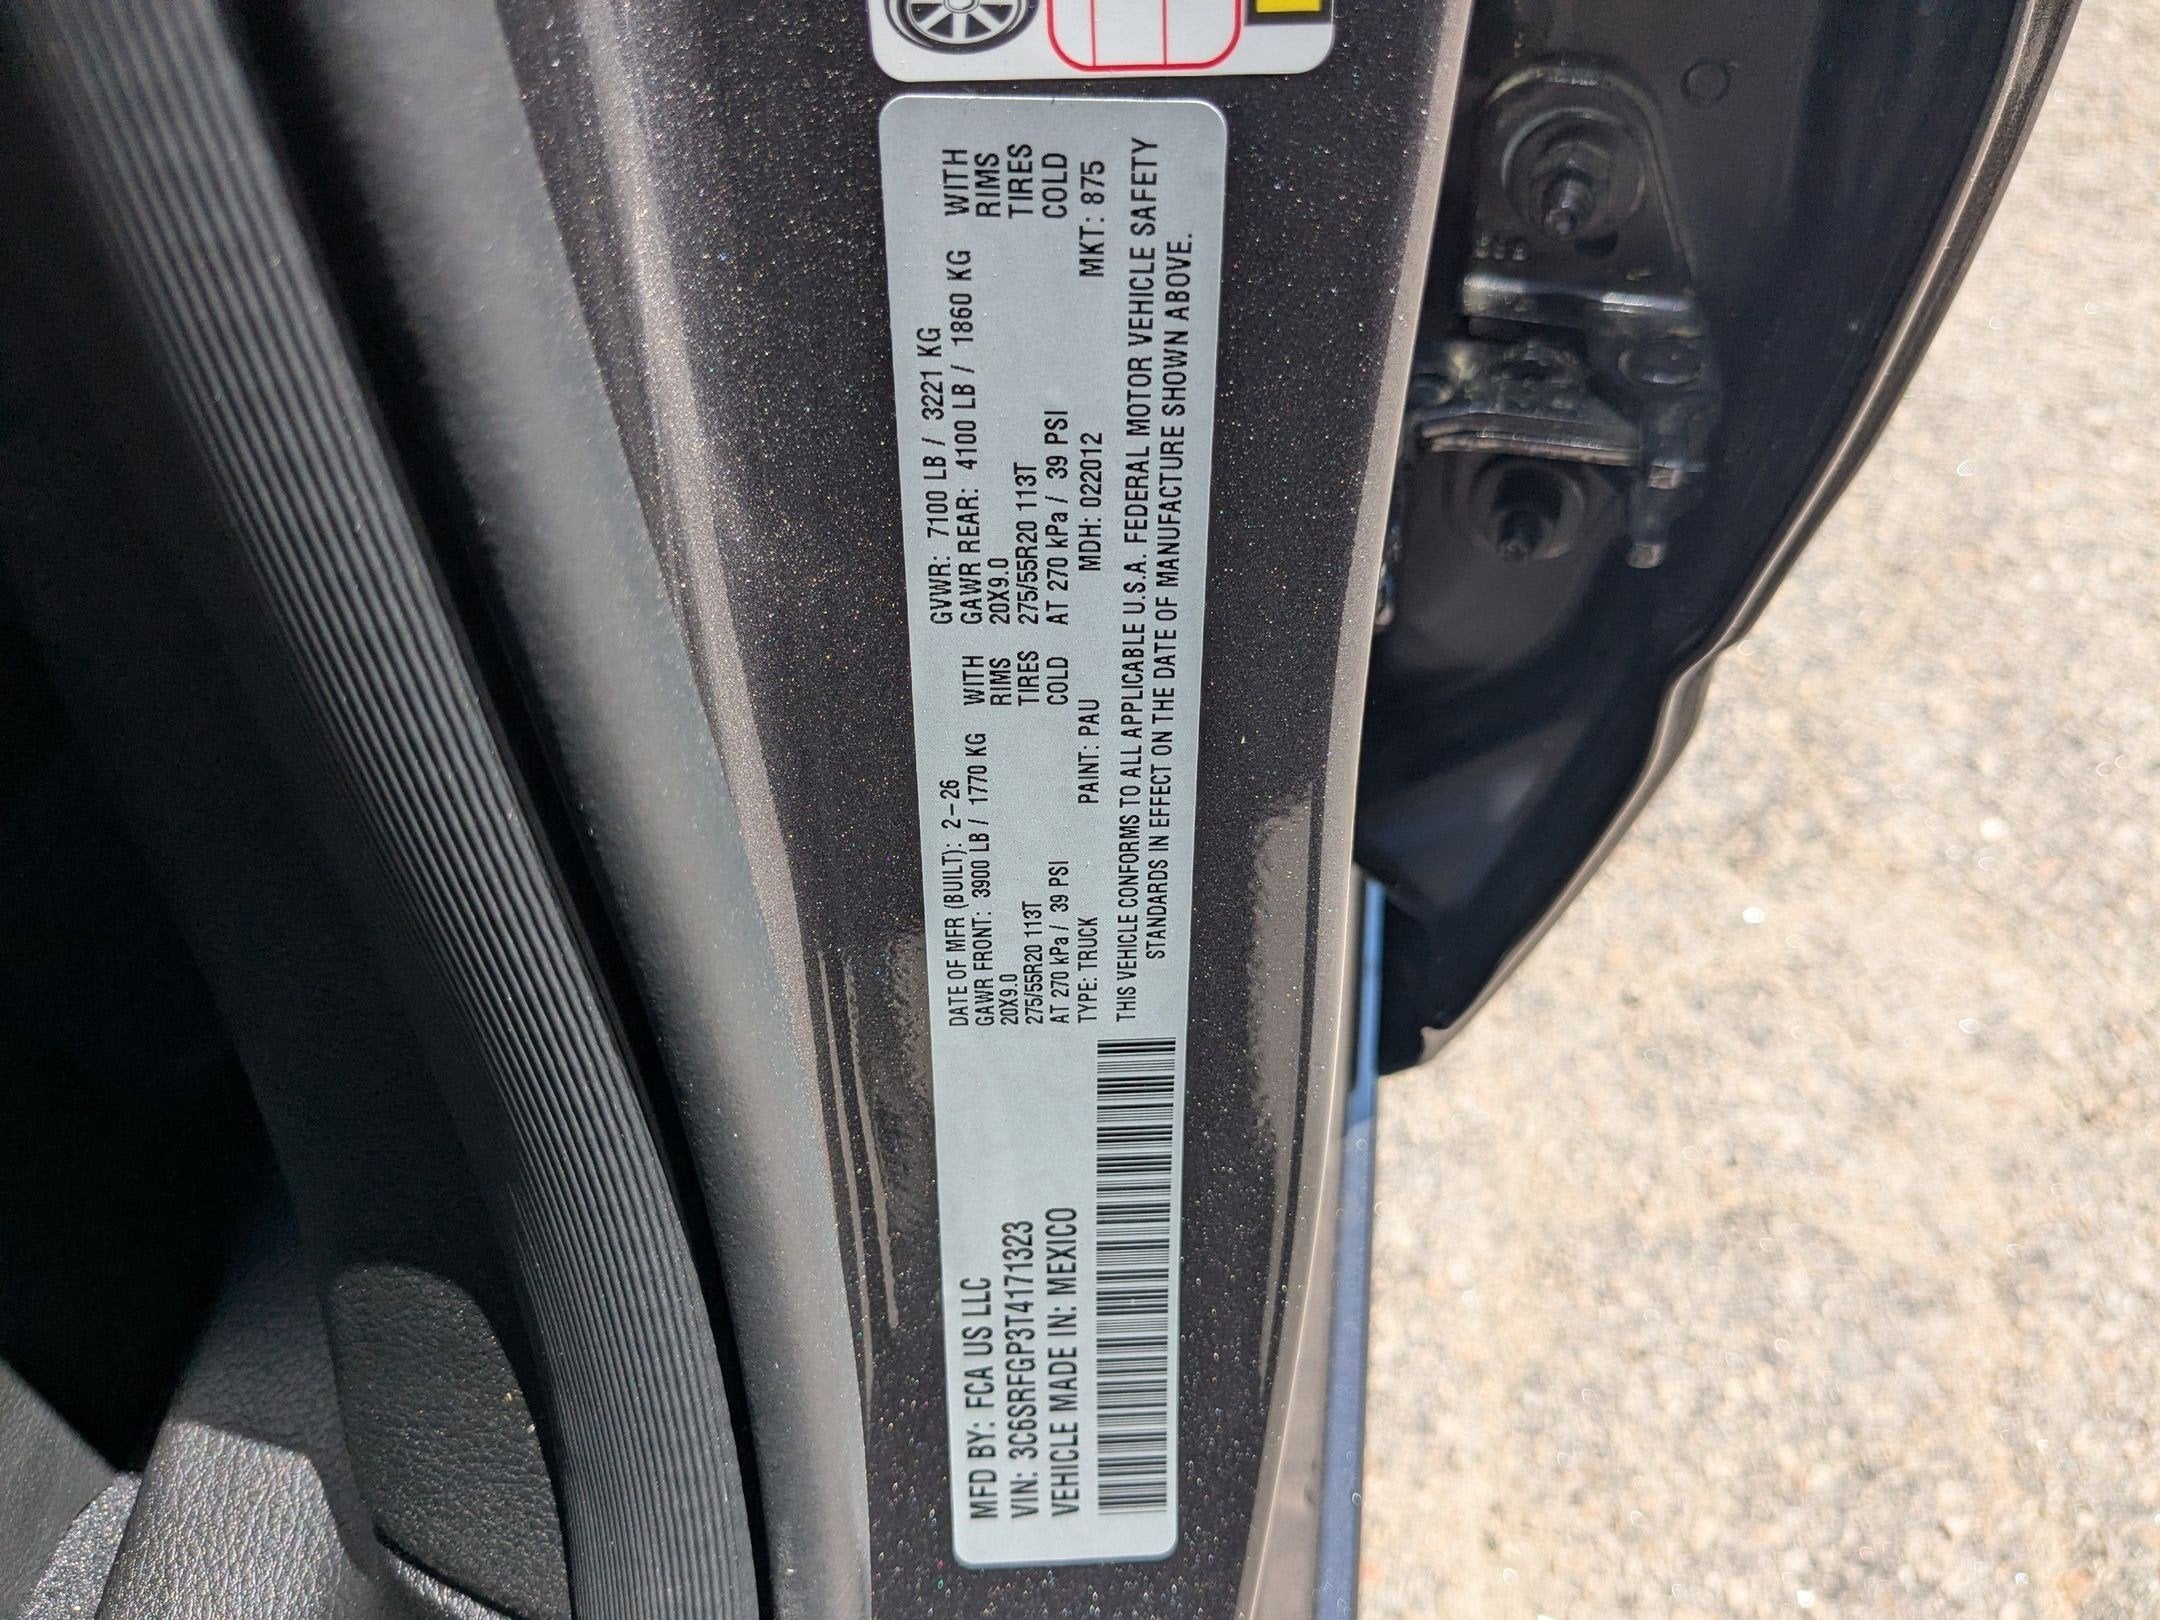 MFD BY: FCA US LLC
VIN: 3C6SRFGP3T4171323
VEHICLE MADE IN: MEXICO
DATE OF MFR (BUILT): 2-26
GVWR: 7100 LB / 3221 KG
GAWR FRONT: 3900 LB / 1770 KG WITH
GAWR REAR: 4100 LB / 1860 KG WITH
20X9.0 RIMS
20X9.0 RIMS
275/55R20 113T TIRES
275/55R20 113T TIRES
AT 270 kPa / 39 PSI COLD
AT 270 kPa / 39 PSI COLD
TYPE: TRUCK PAINT: PAU MDH: 022012 MKT: 875
THIS VEHICLE CONFORMS TO ALL APPLICABLE U.S.A. FEDERAL MOTOR VEHICLE SAFETY
STANDARDS IN EFFECT ON THE DATE OF MANUFACTURE SHOWN ABOVE.